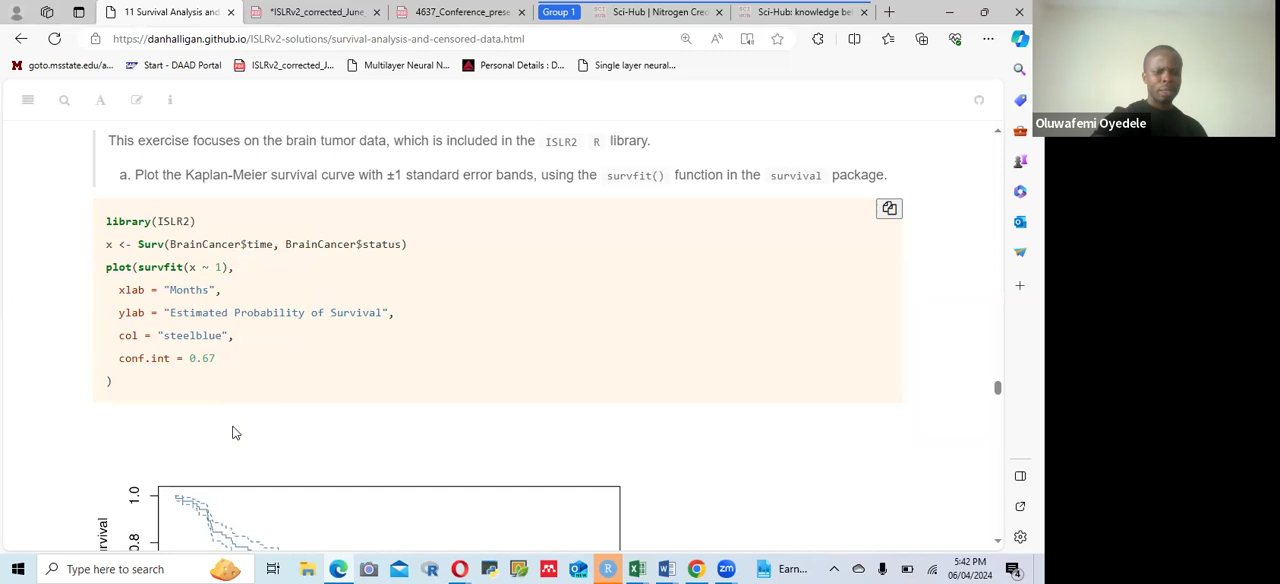 11 Survival Analysis and
*ISLRv2_corrected_June_
4637_Conference_prese
Group 1
Sci-Hub | Nitrogen Cred
Sci-Hub: knowledge bel
https://danhalligan.github.io/ISLRv2-solutions/survival-analysis-and-censored-data.html
goto.msstate.edu/a...
Start - DAAD Portal
ISLRv2_corrected_J...
Multilayer Neural N...
Personal Details : D...
Single layer neural...
Oluwafemi Oyedele
This exercise focuses on the brain tumor data, which is included in the ISLR2 R library.
a. Plot the Kaplan-Meier survival curve with ±1 standard error bands, using the survfit() function in the survival package.
library(ISLR2)
x <- Surv(BrainCancer$time, BrainCancer$status)
plot(survfit(x ~ 1),
xlab = "Months",
ylab = "Estimated Probability of Survival",
col = "steelblue",
conf.int = 0.67
)
1.0
0.8
Type here to search
Earn...
5:42 PM
06/04/2024
4